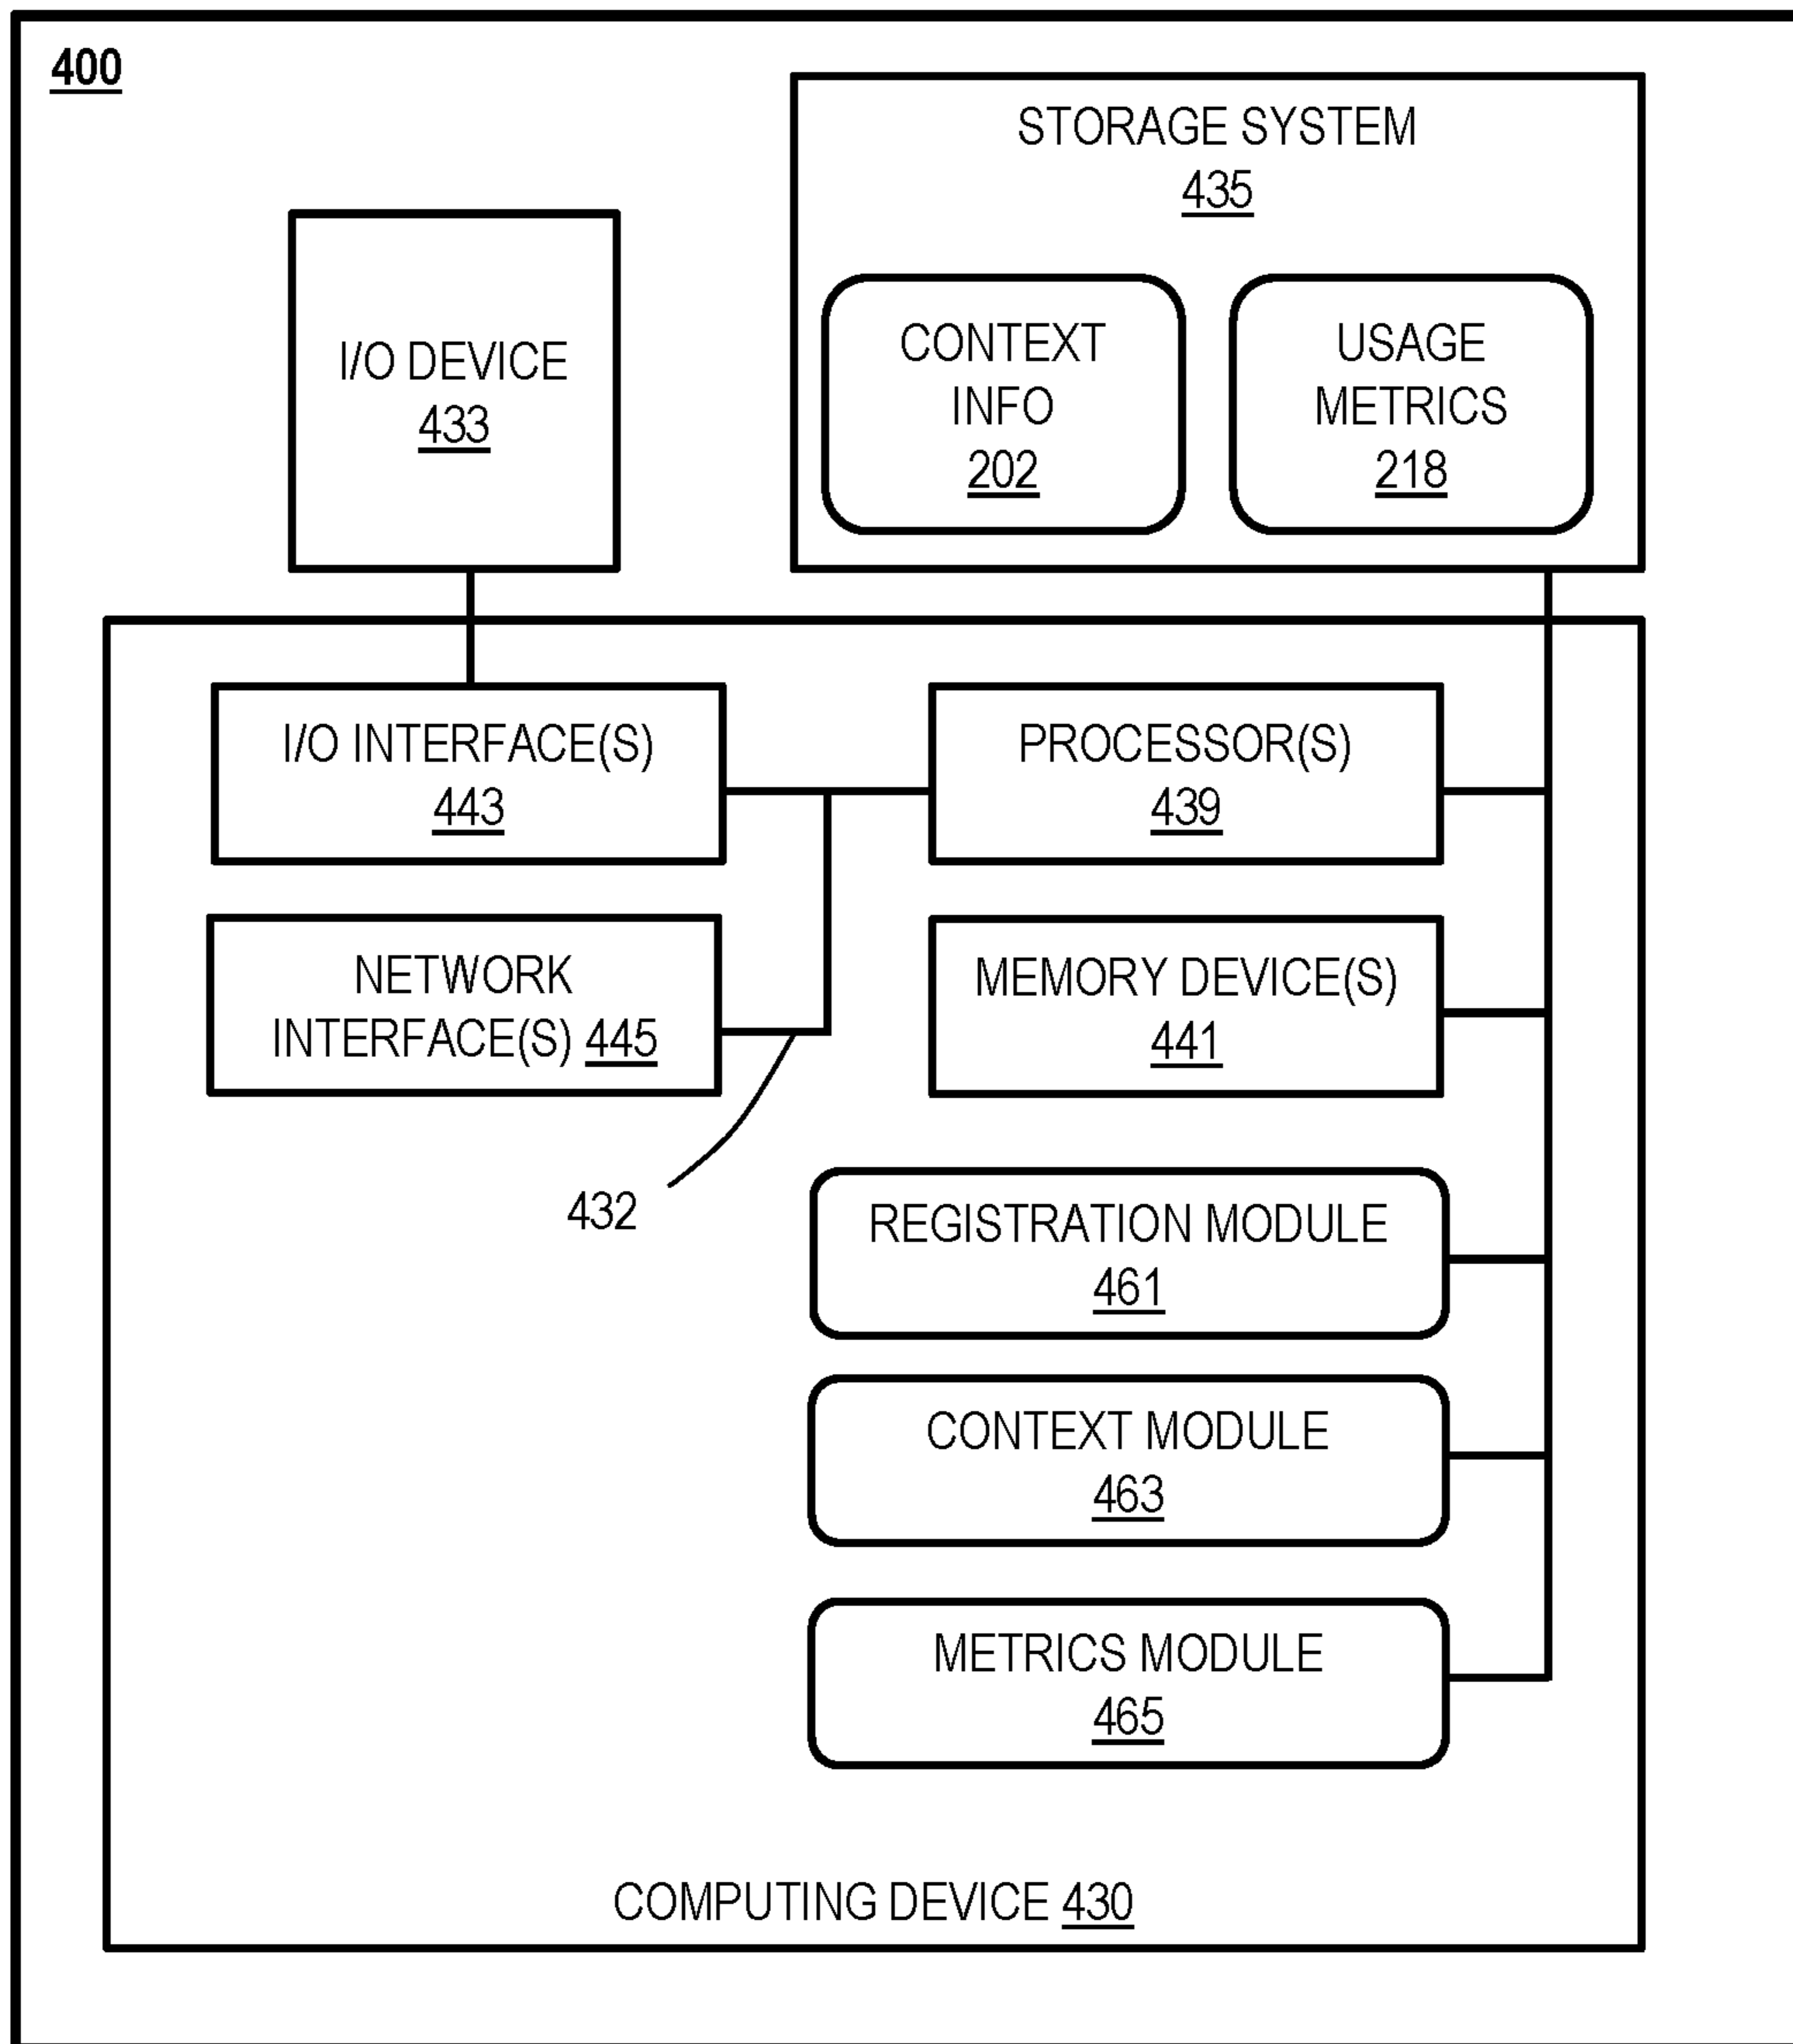 400
STORAGE SYSTEM
435
I/O DEVICE
433
CONTEXT
INFO
202
USAGE
METRICS
218
I/O INTERFACE(S)
443
PROCESSOR(S)
439
NETWORK
INTERFACE(S) 445
MEMORY DEVICE(S)
441
432
REGISTRATION MODULE
461
CONTEXT MODULE
463
METRICS MODULE
465
COMPUTING DEVICE 430